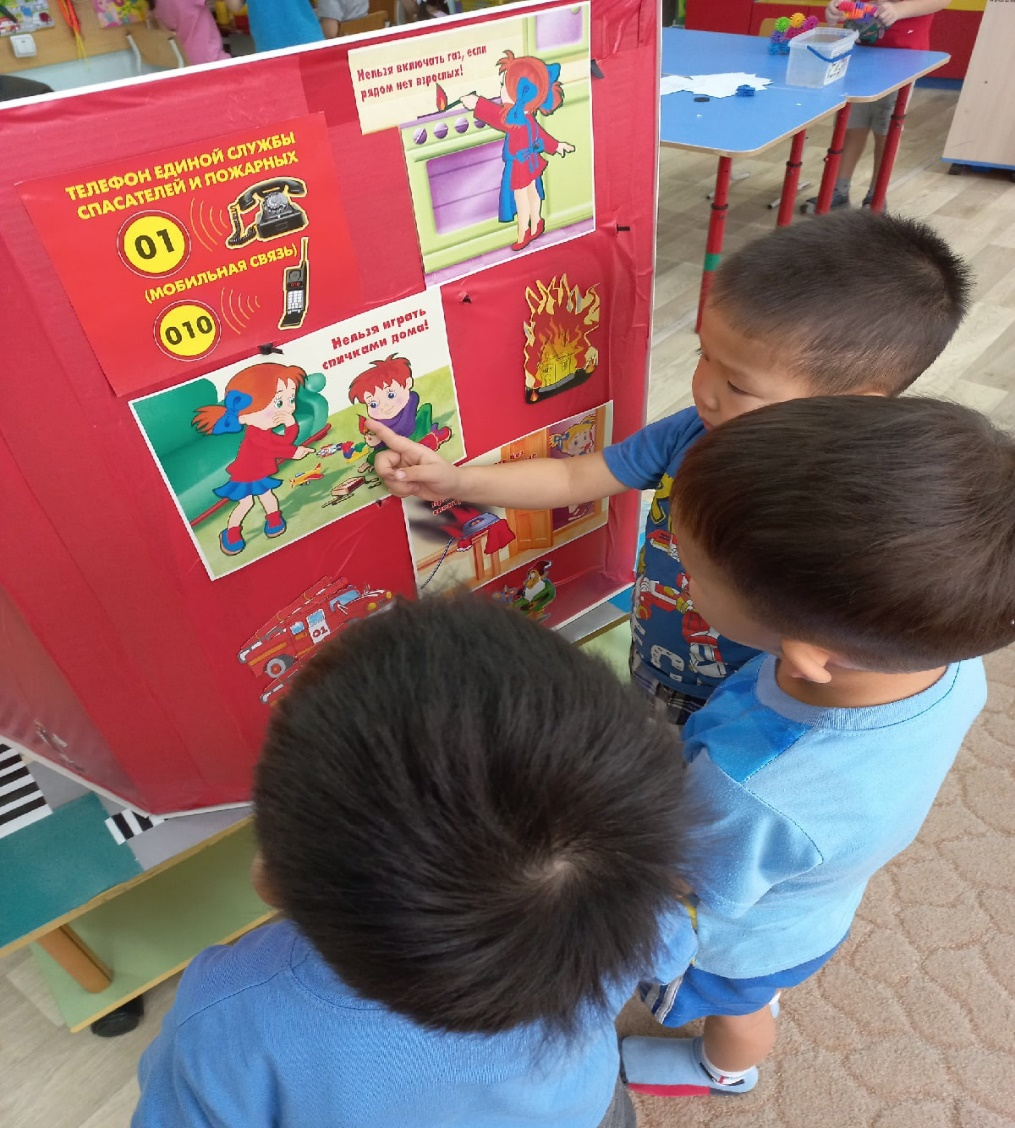 ТЕЛЕФОН ЕДИНОЙ СЛУЖБЫ
СПАСАТЕЛЕЙ И ПОЖАРНЫХ
01
(МОБИЛЬНАЯ СВЯЗЬ)
010
Нельзя включать газ, если
рядом нет взрослых!
Нельзя играть
спичками дома!
01